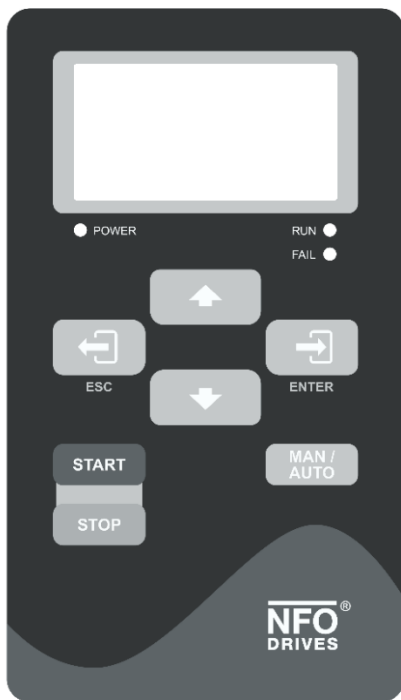 POWER
RUN
FAIL
ESC
ENTER
START
MAN /
AUTO
STOP
NFO®
DRIVES